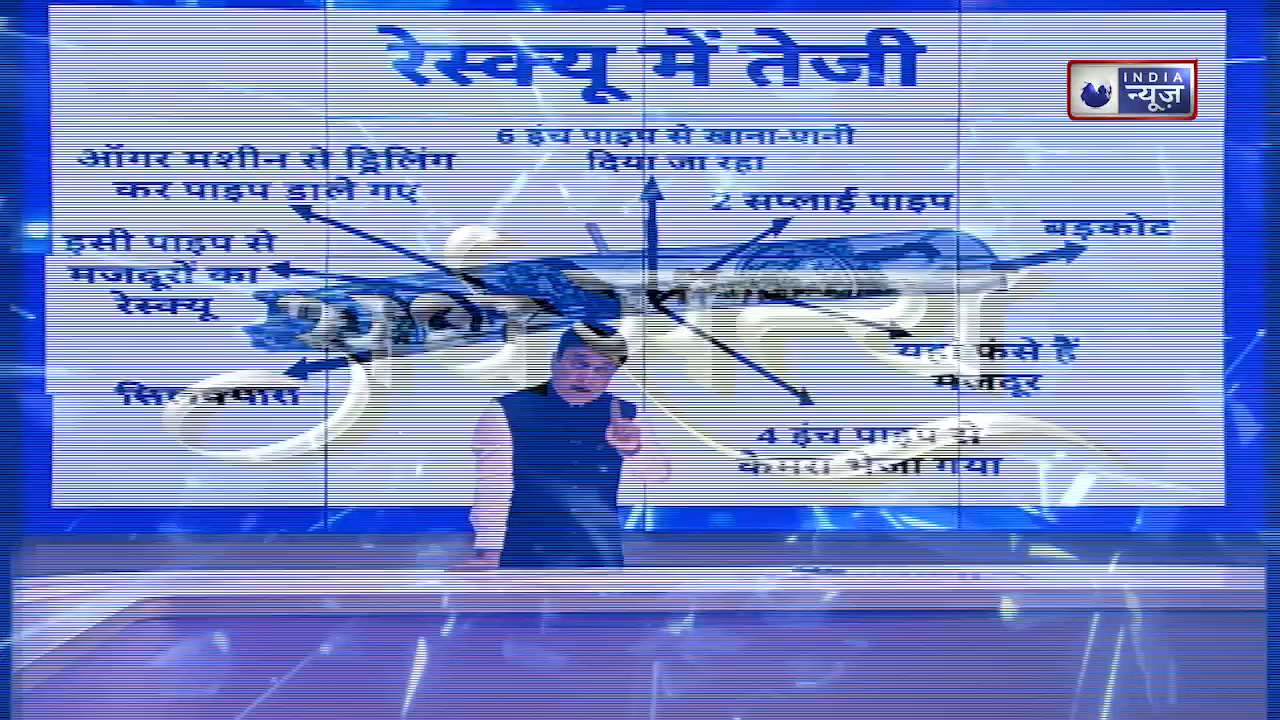 रेस्क्यू में तेजी
INDIA
न्यूज़
6 इंच पाइप से खाना-पानी
दिया जा रहा
ऑगर मशीन से ड्रिलिंग
कर पाइप डाले गए
2 सप्लाई पाइप
बड़कोट
इसी पाइप से
मजदूरों का
रेस्क्यू
यहां फंसे हैं
मजदूर
4 इंच पाइप से
कैमरा भेजा गया